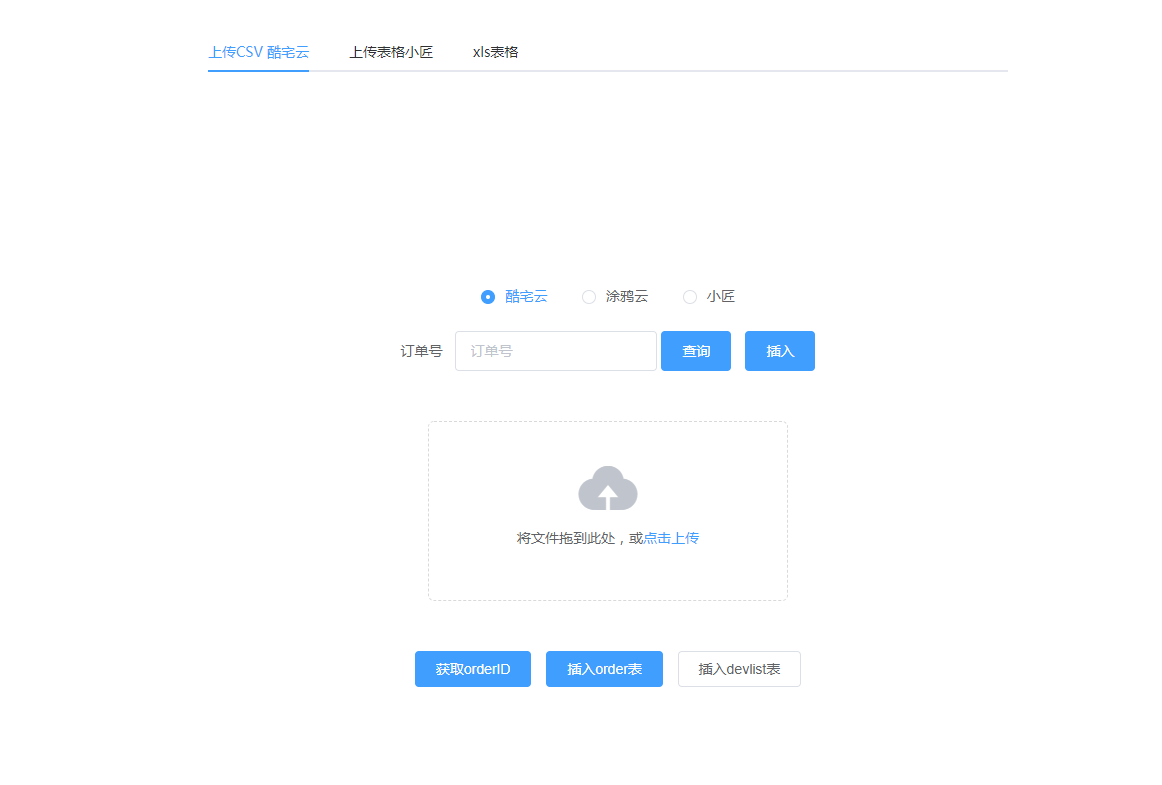 上传CSV 酷宅云 上传表格小匠 xls表格
酷宅云 涂鸦云 小匠
订单号 订单号 查询 插入
将文件拖到此处，或点击上传
获取orderID 插入order表 插入devlist表